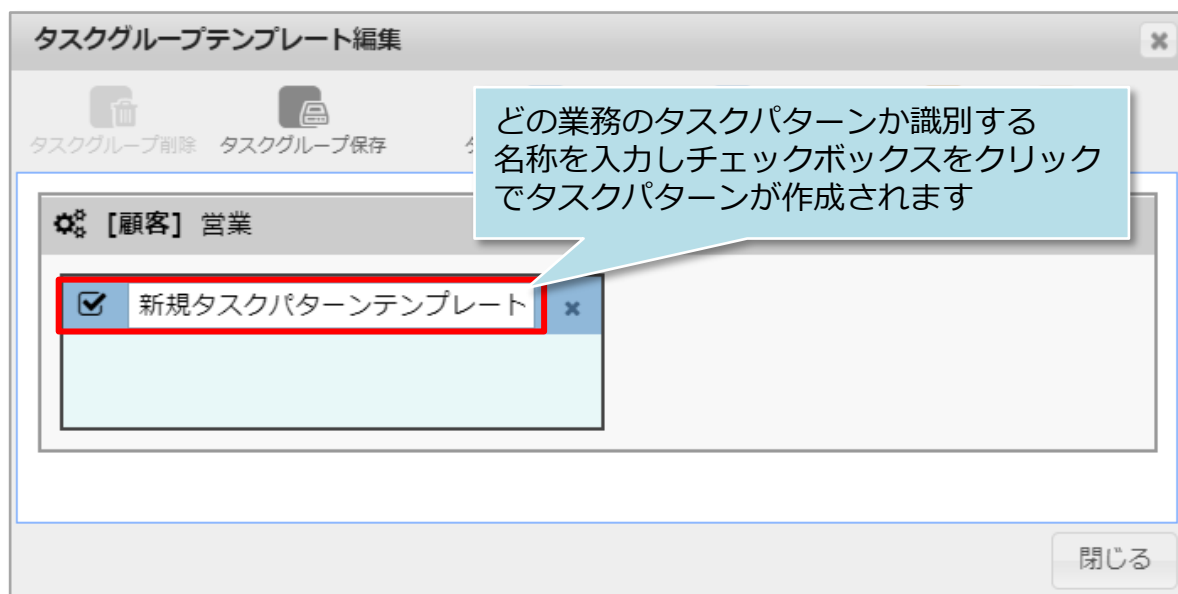 タスクグループテンプレート編集
タスクグループ削除
タスクグループ保存
どの業務のタスクパターンか識別する
名称を入力しチェックボックスをクリック
でタスクパターンが作成されます
[顧客] 営業
新規タスクパターンテンプレート
閉じる